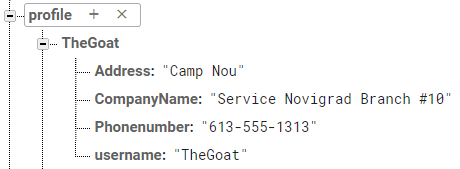 profile + ×
TheGoat
Address: "Camp Nou"
CompanyName: "Service Novigrad Branch #10"
Phonenumber: "613-555-1313"
username: "TheGoat"